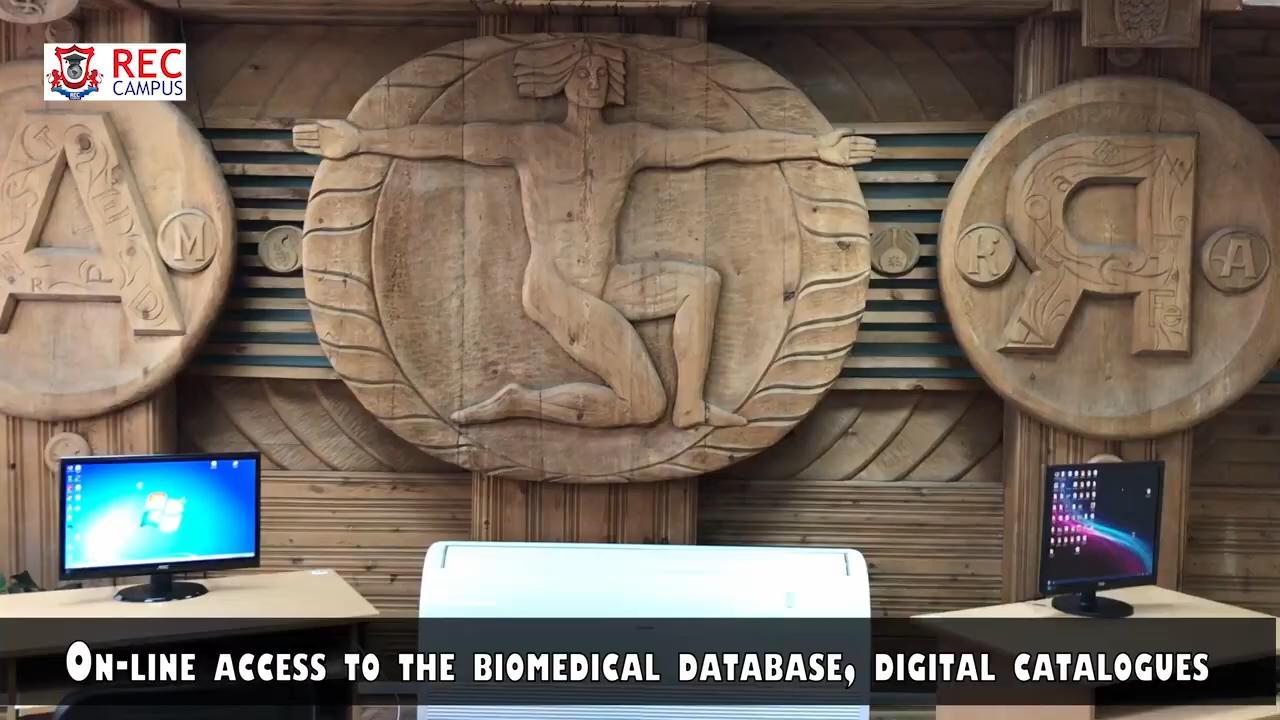 REC
CAMPUS
А
М
Я
К
А
On-line access to the biomedical database, digital catalogues